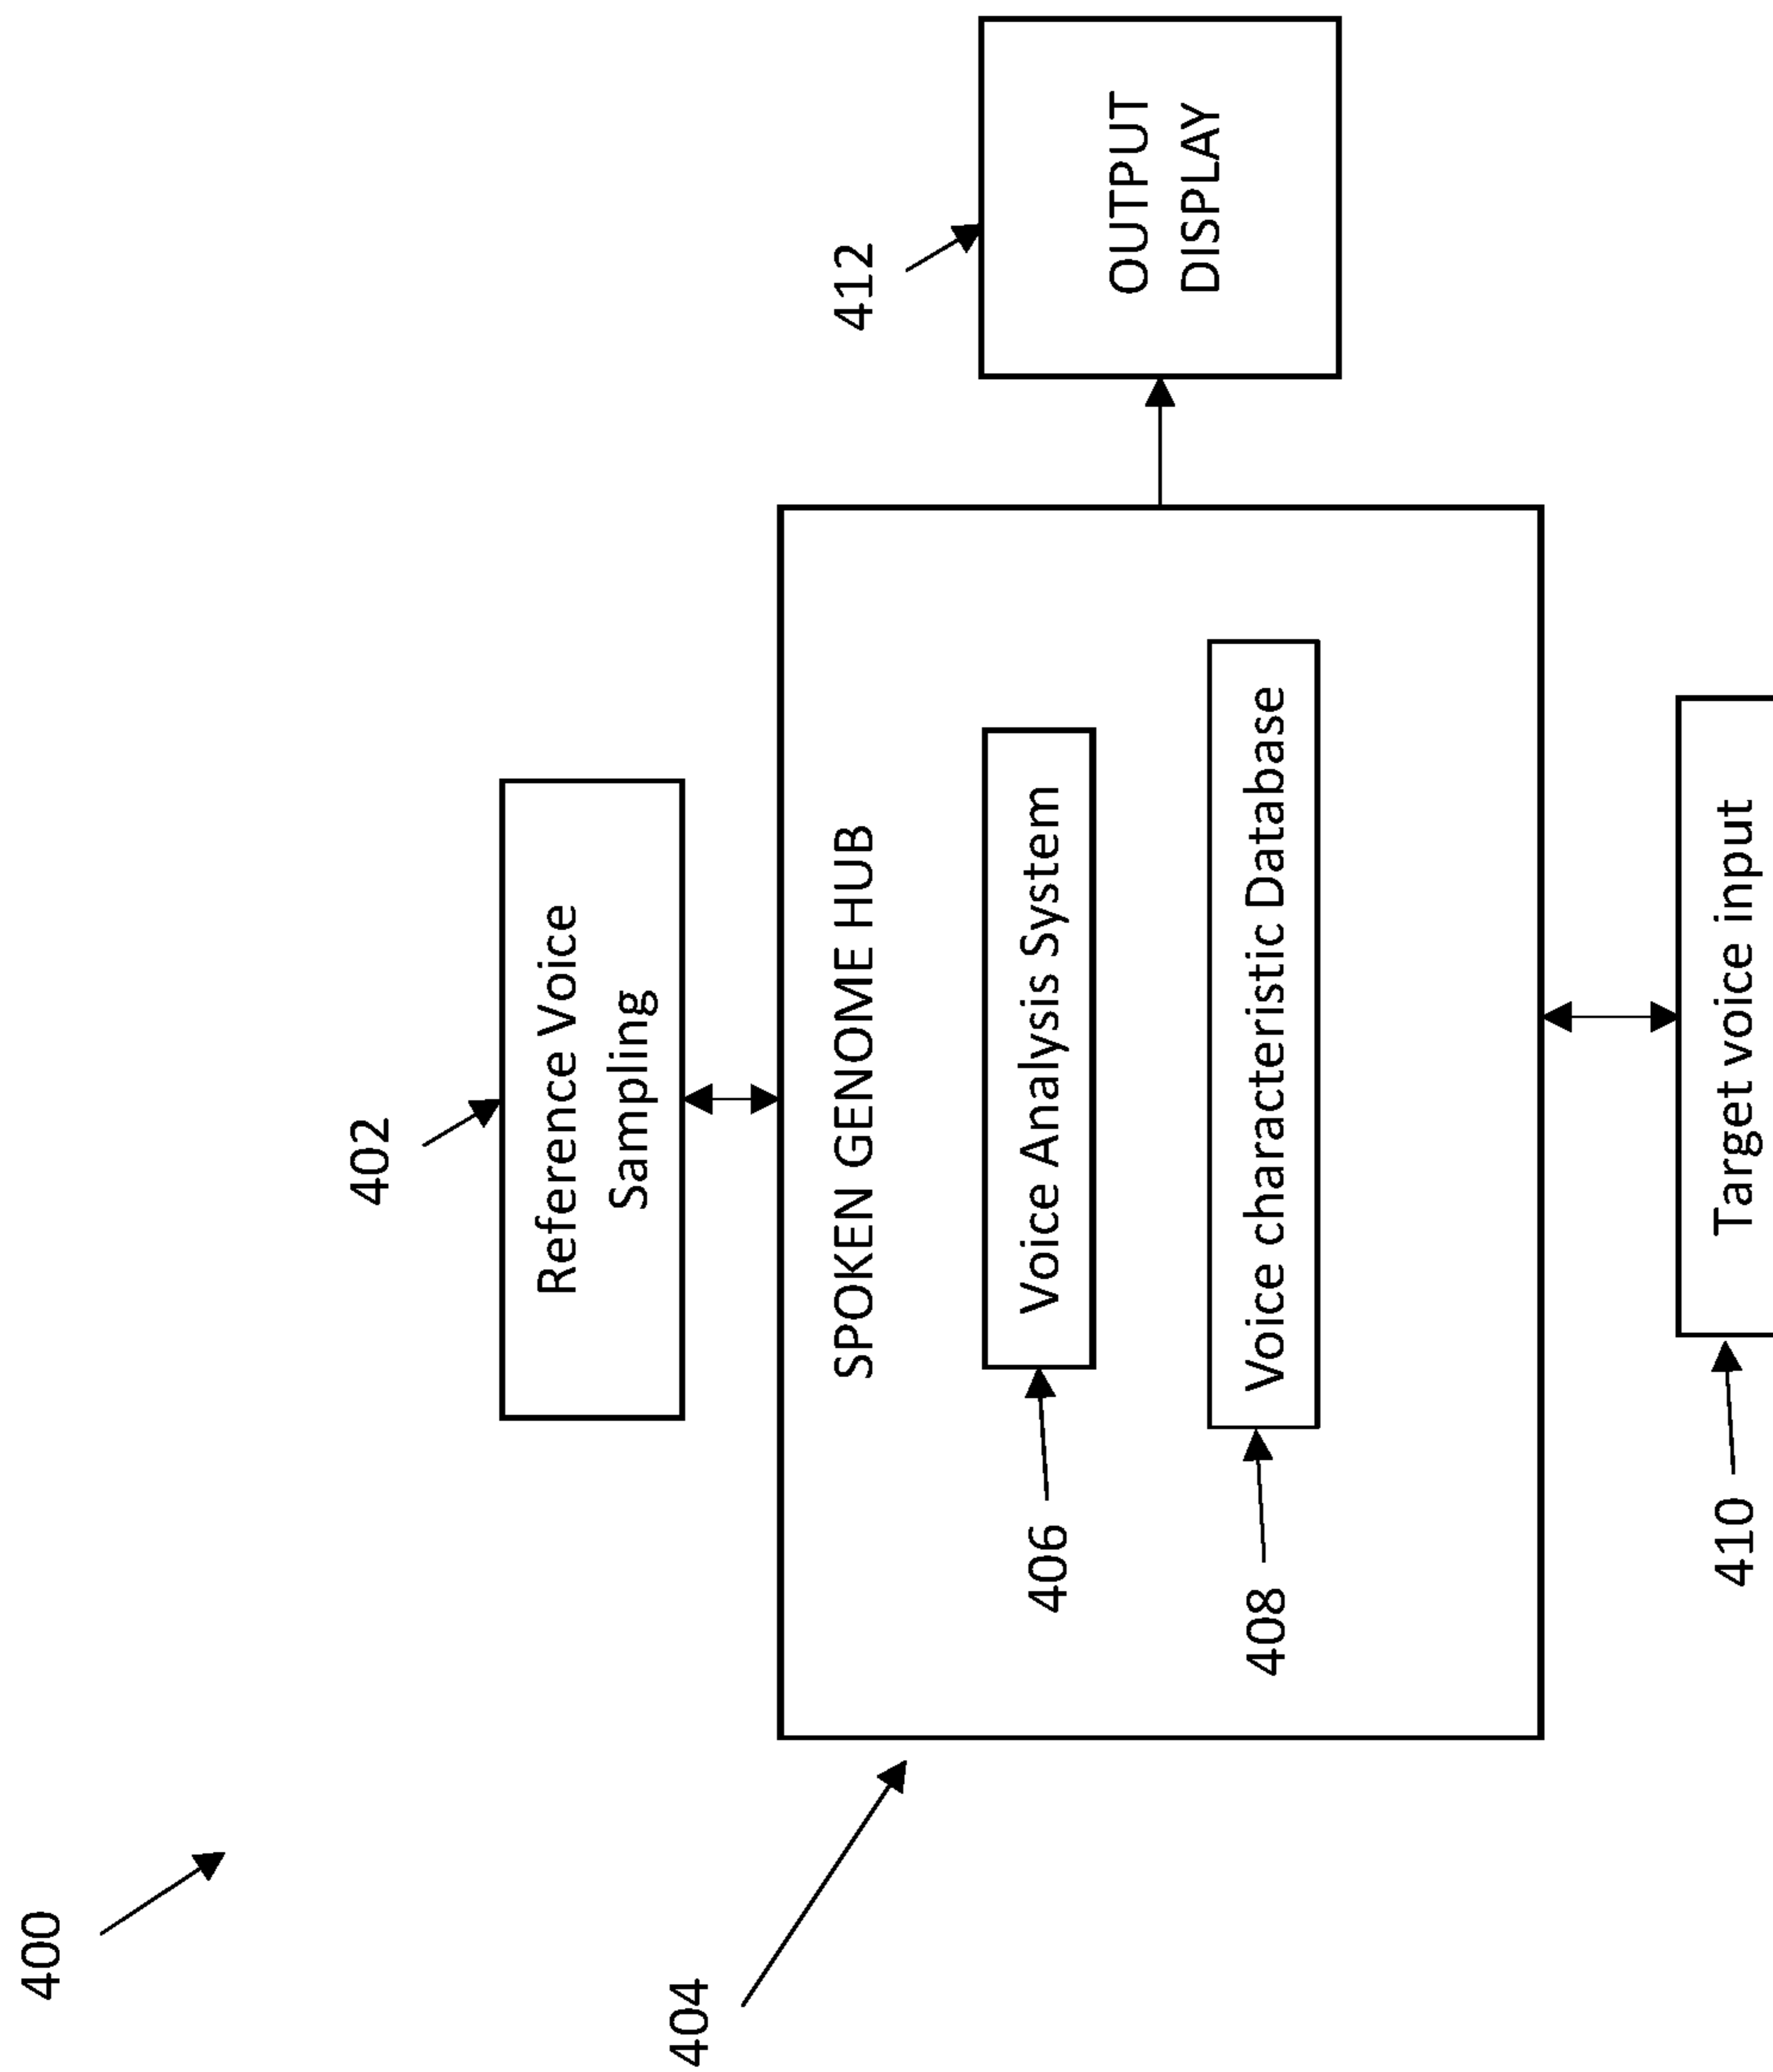 400
402
Reference Voice
Sampling
404
SPOKEN GENOME HUB
406
Voice Analysis System
408
Voice characteristic Database
412
OUTPUT
DISPLAY
410
Target voice input